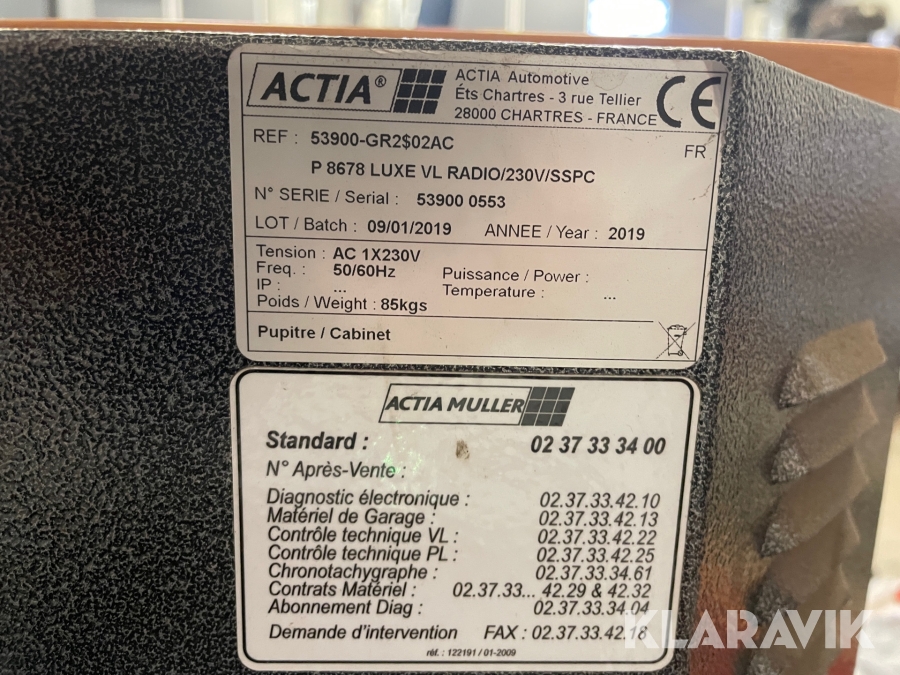 ACTIA®
ACTIA Automotive
Éts Chartres - 3 rue Tellier
28000 CHARTRES - FRANCE
CE
REF : 53900-GR2$02AC
FR
P 8678 LUXE VL RADIO/230V/SSPC
N° SERIE / Serial : 53900 0553
LOT / Batch : 09/01/2019 ANNEE / Year : 2019
Tension : AC 1X230V
Freq. : 50/60Hz Puissance / Power :
IP : ... Temperature : ...
Poids / Weight : 85kgs
Pupitre / Cabinet
ACTIA MULLER
Standard : 02 37 33 34 00
N° Après-Vente :
Diagnostic électronique : 02.37.33.42.10
Matériel de Garage : 02.37.33.42.13
Contrôle technique VL : 02.37.33.42.22
Contrôle technique PL : 02.37.33.42.25
Chronotachygraphe : 02.37.33.34.61
Contrats Matériel : 02.37.33... 42.29 & 42.32
Abonnement Diag : 02.37.33.34.04
Demande d'intervention FAX : 02.37.33.42.18
réf. : 122191 / 01-2009
KLARAVIK